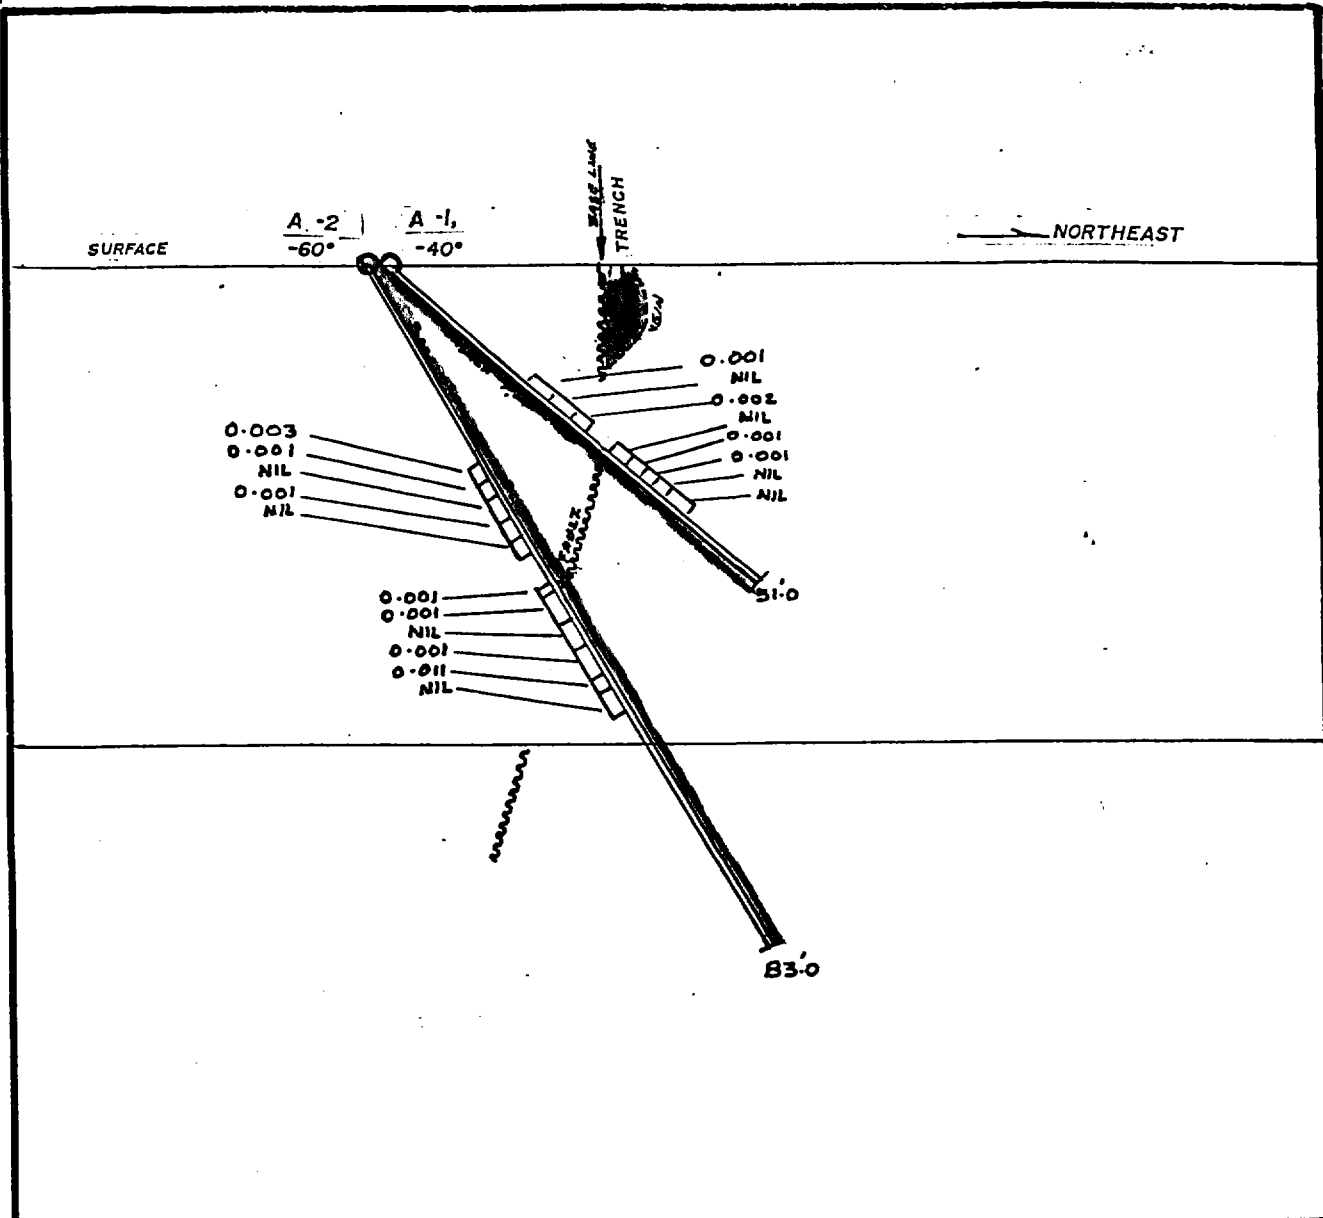 BASE LINE
TRENCH
A.-2
-60°
A-1,
-40°
SURFACE
NORTHEAST
VEIN
0.001
NIL
0.002
NIL
0.001
0.001
NIL
NIL
0.003
0.001
NIL
0.001
NIL
FAULT
51'.0
0.001
0.001
NIL
0.001
0.011
NIL
83'.0